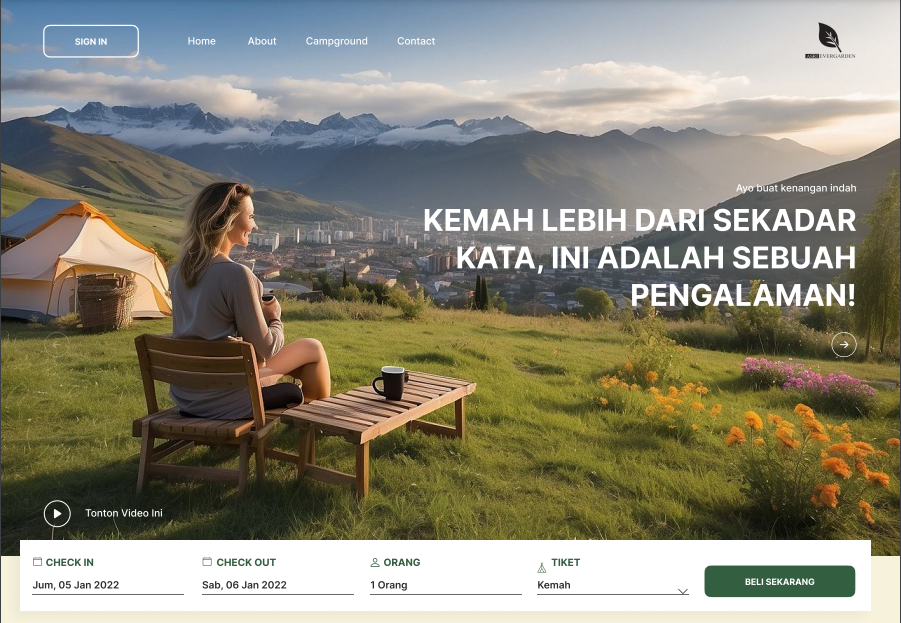 SIGN IN
Home
About
Campground
Contact
ASRI EVERGARDEN
Ayo buat kenangan indah
KEMAH LEBIH DARI SEKADAR
KATA, INI ADALAH SEBUAH
PENGALAMAN!
Tonton Video Ini
CHECK IN
Jum, 05 Jan 2022
CHECK OUT
Sab, 06 Jan 2022
ORANG
1 Orang
TIKET
Kemah
BELI SEKARANG